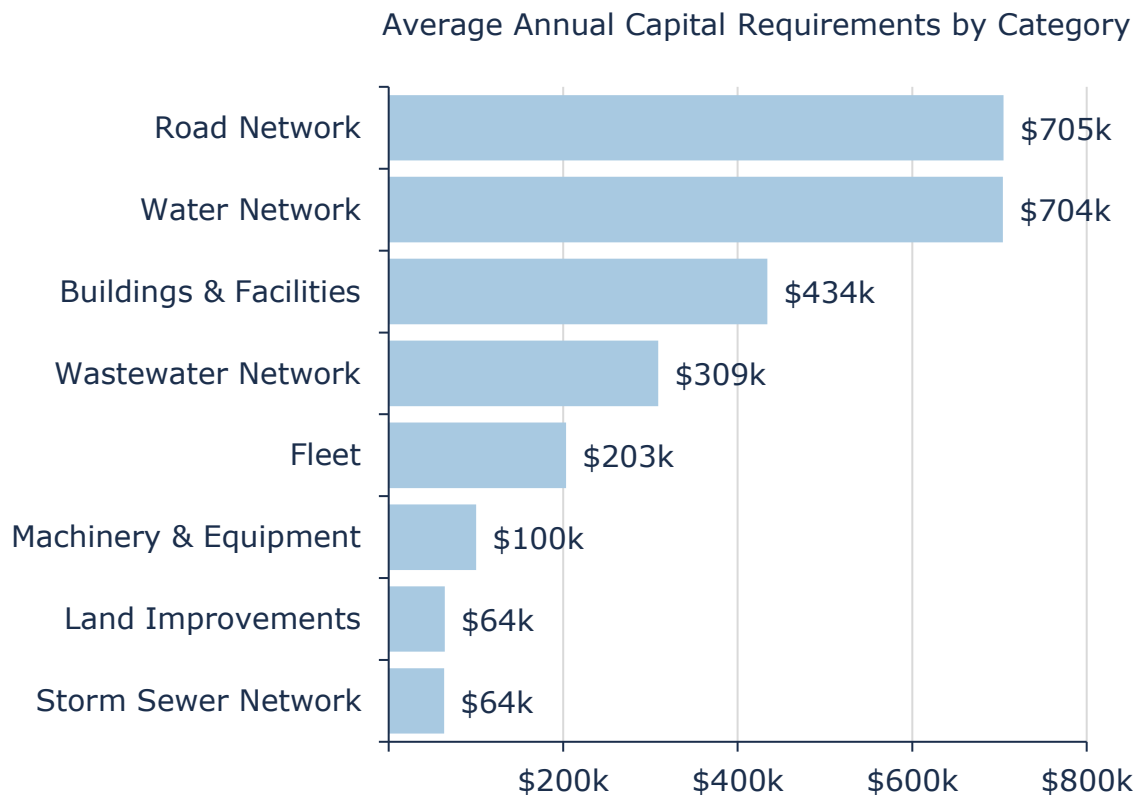 Average Annual Capital Requirements by Category
Road Network $705k
Water Network $704k
Buildings & Facilities $434k
Wastewater Network $309k
Fleet $203k
Machinery & Equipment $100k
Land Improvements $64k
Storm Sewer Network $64k
$200k $400k $600k $800k